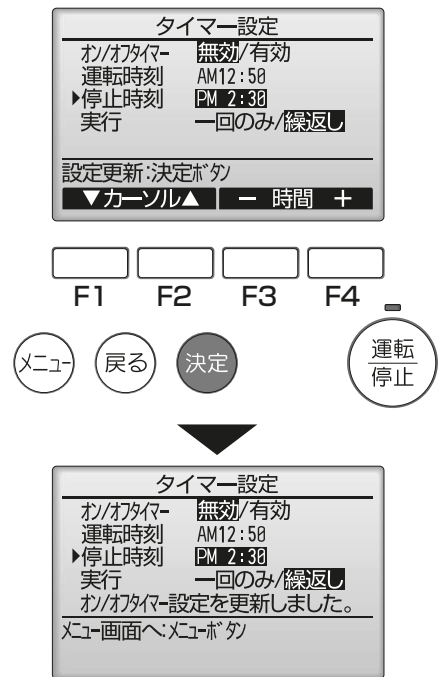 タイマー設定
オン/オフタイマー 無効/有効
運転時刻 AM12:50
▶停止時刻 PM 2:30
実行 一回のみ/繰返し
設定更新:決定ボタン
▼カーソル▲ － 時間 ＋
F1 F2 F3 F4
メニュー 戻る 決定 運転
停止
タイマー設定
オン/オフタイマー 無効/有効
運転時刻 AM12:50
▶停止時刻 PM 2:30
実行 一回のみ/繰返し
オン/オフタイマー設定を更新しました。
メニュー画面へ:メニューボタン